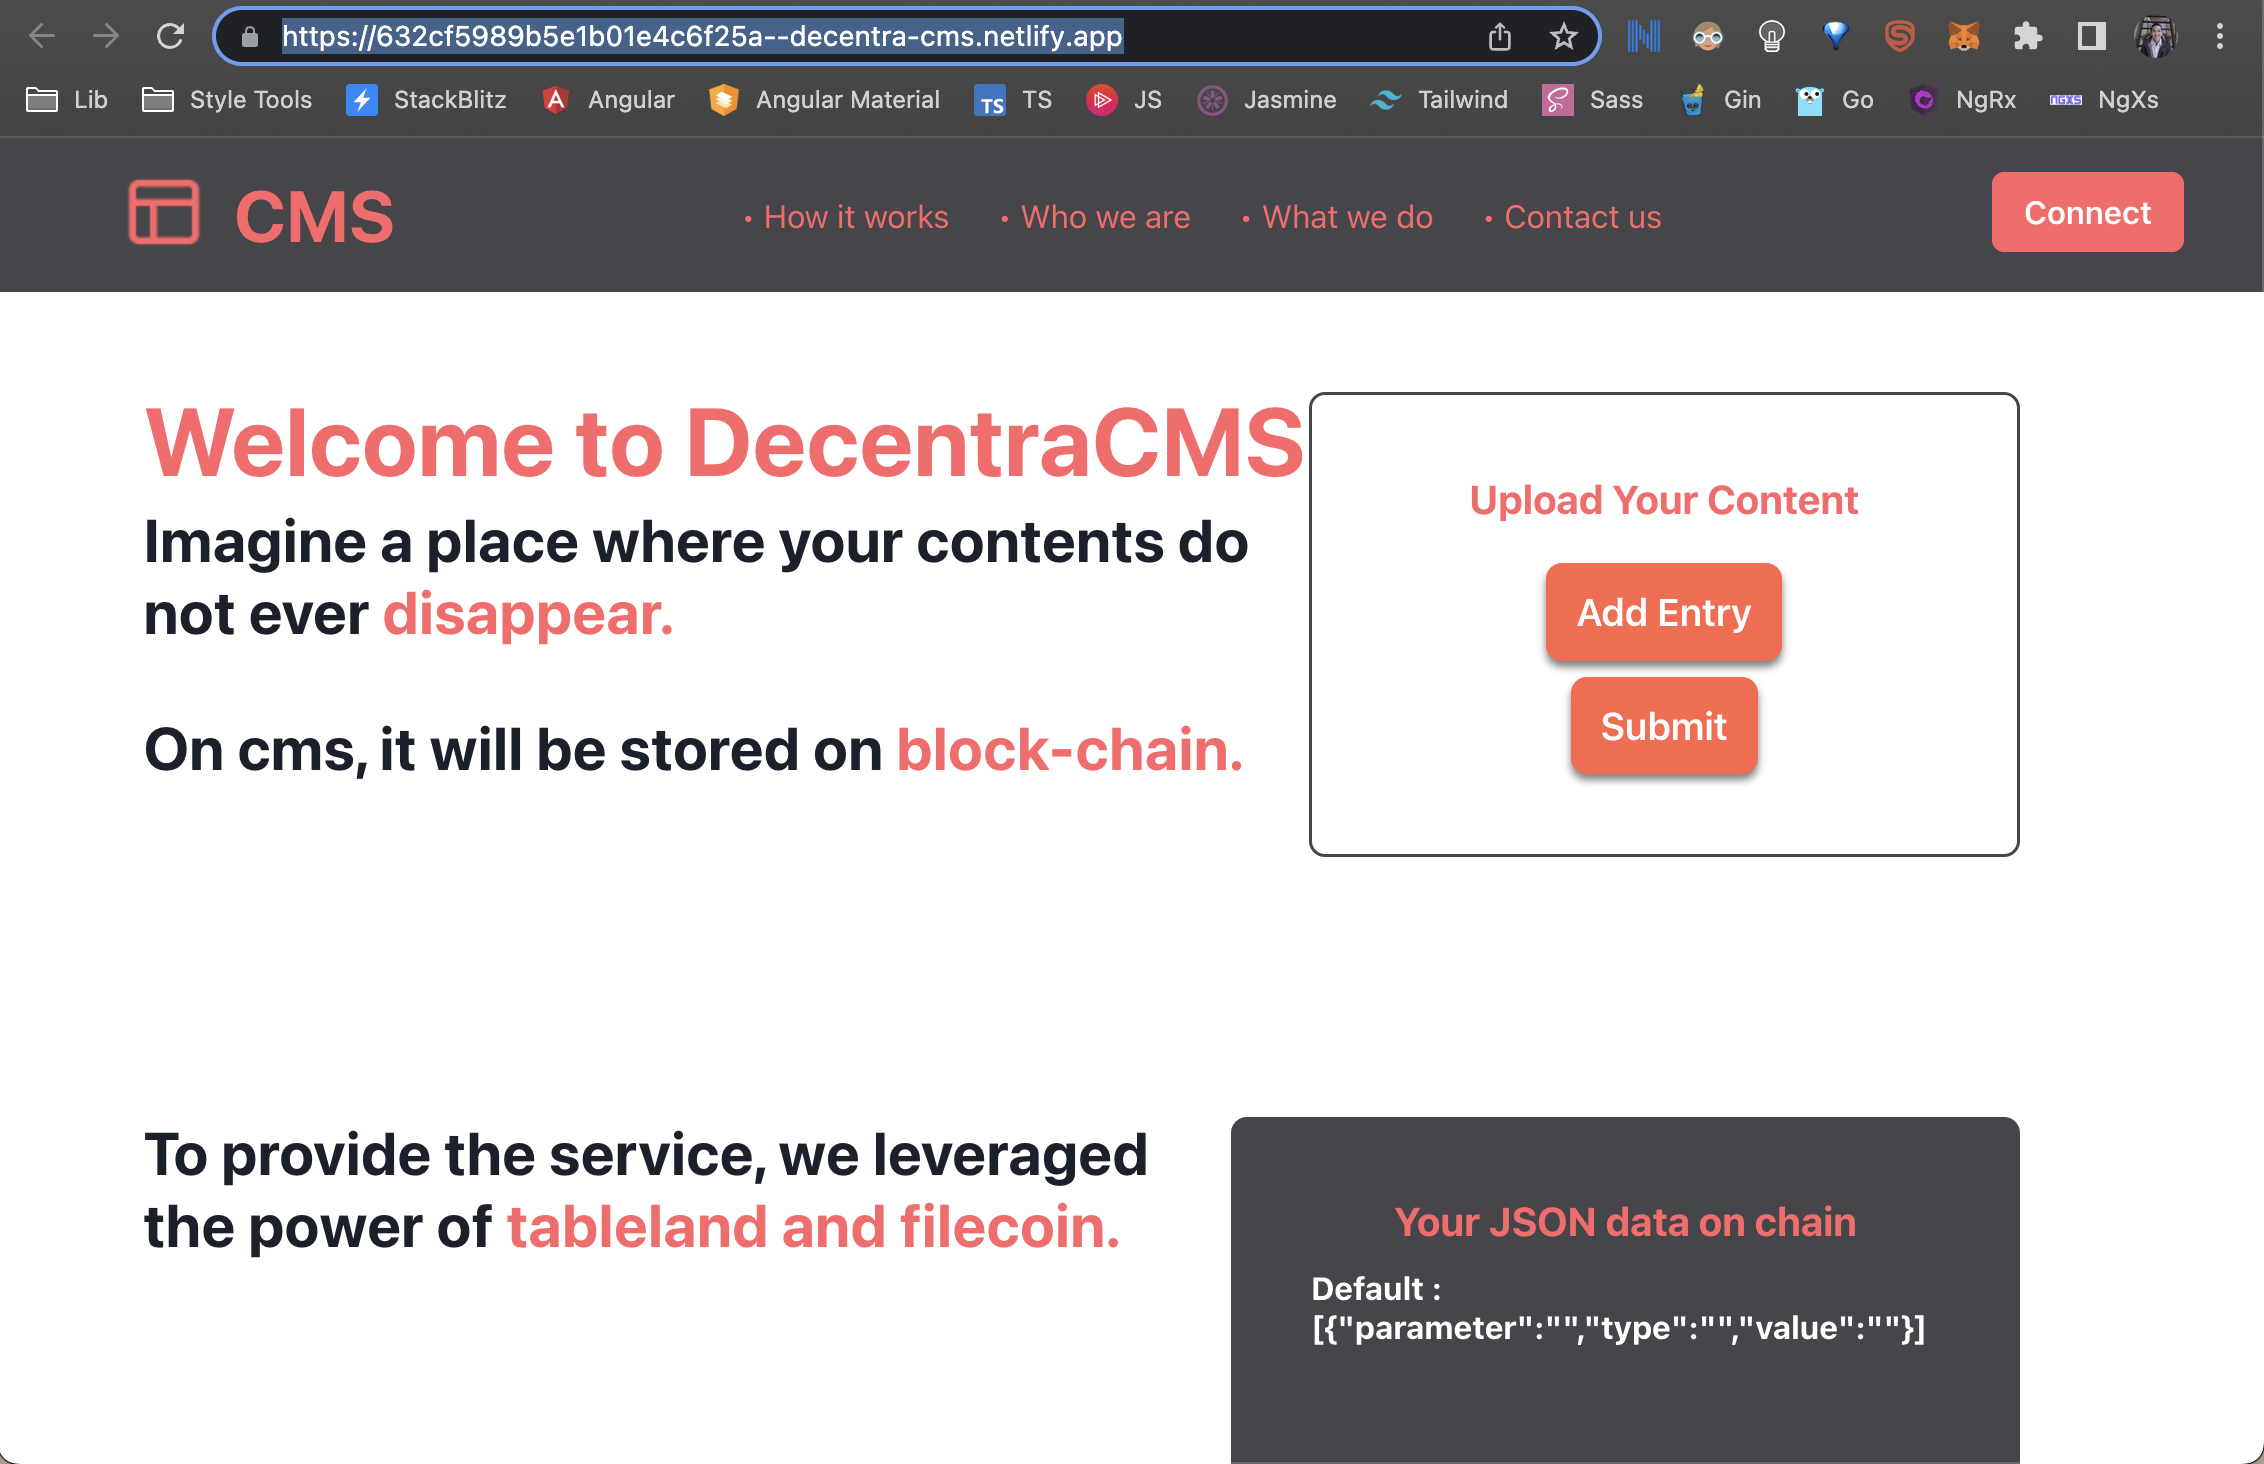 https://632cf5989b5e1b01e4c6f25a--decentra-cms.netlify.app
Lib Style Tools StackBlitz Angular Angular Material TS JS Jasmine Tailwind Sass Gin Go NgRx NgXs
CMS • How it works • Who we are • What we do • Contact us Connect
Welcome to DecentraCMS
Imagine a place where your contents do
not ever disappear.
On cms, it will be stored on block-chain.
Upload Your Content
Add Entry
Submit
To provide the service, we leveraged
the power of tableland and filecoin.
Your JSON data on chain
Default :
[{"parameter":"","type":"","value":""}]